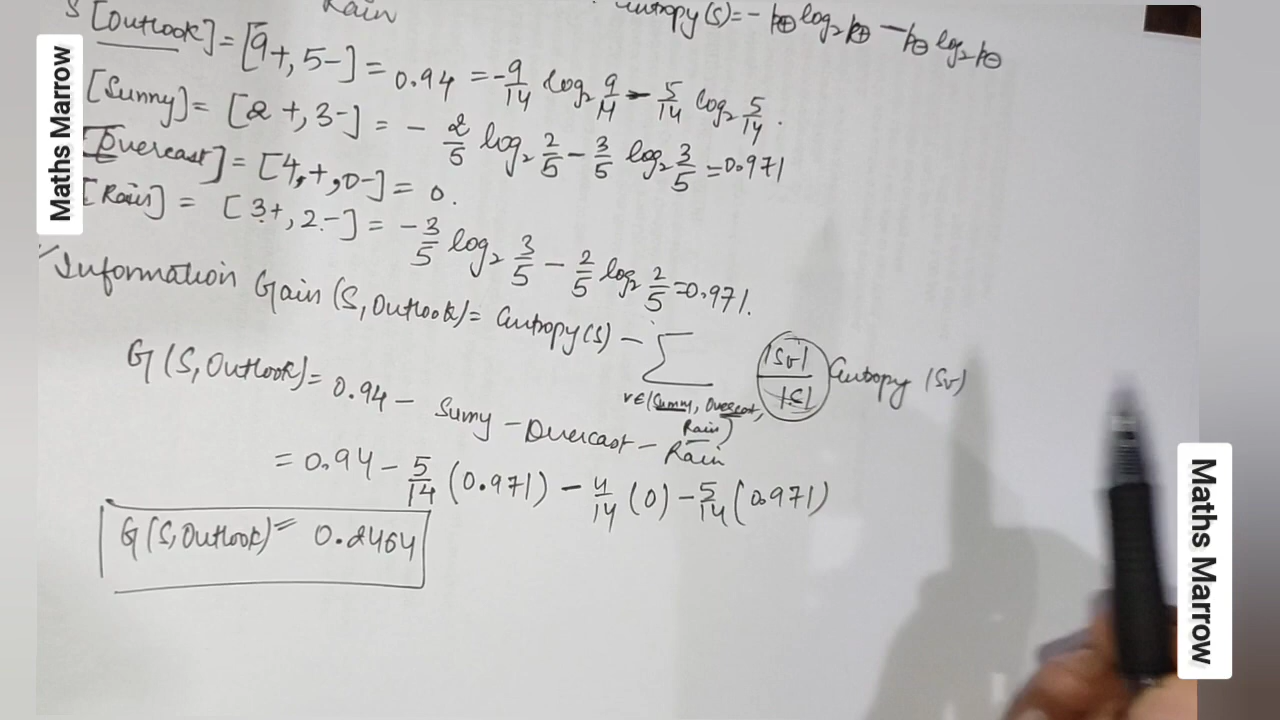 Rain
Entropy(S) = - p⊕ log₂ p⊕ - p⊖ log₂ p⊖
S [Outlook] = [9+, 5-] = 0.94 = -9/14 log₂ 9/14 - 5/14 log₂ 5/14.
[Sunny] = [2+, 3-] = - 2/5 log₂ 2/5 - 3/5 log₂ 3/5 = 0.971
[Overcast] = [4,+, 0-] = 0.
[Rain] = [3+, 2-] = - 3/5 log₂ 3/5 - 2/5 log₂ 2/5 = 0.971.
Information Gain (S, Outlook) = Entropy(S) - Σ |Sv|/|S| Entropy (Sv)
v∈(Sunny, Overcast,
Rain)
G(S, Outlook) = 0.94 - Sunny - Overcast - Rain
= 0.94 - 5/14 (0.971) - 4/14 (0) - 5/14 (0.971)
G(S, Outlook) = 0.2464
Maths Marrow
Maths Marrow